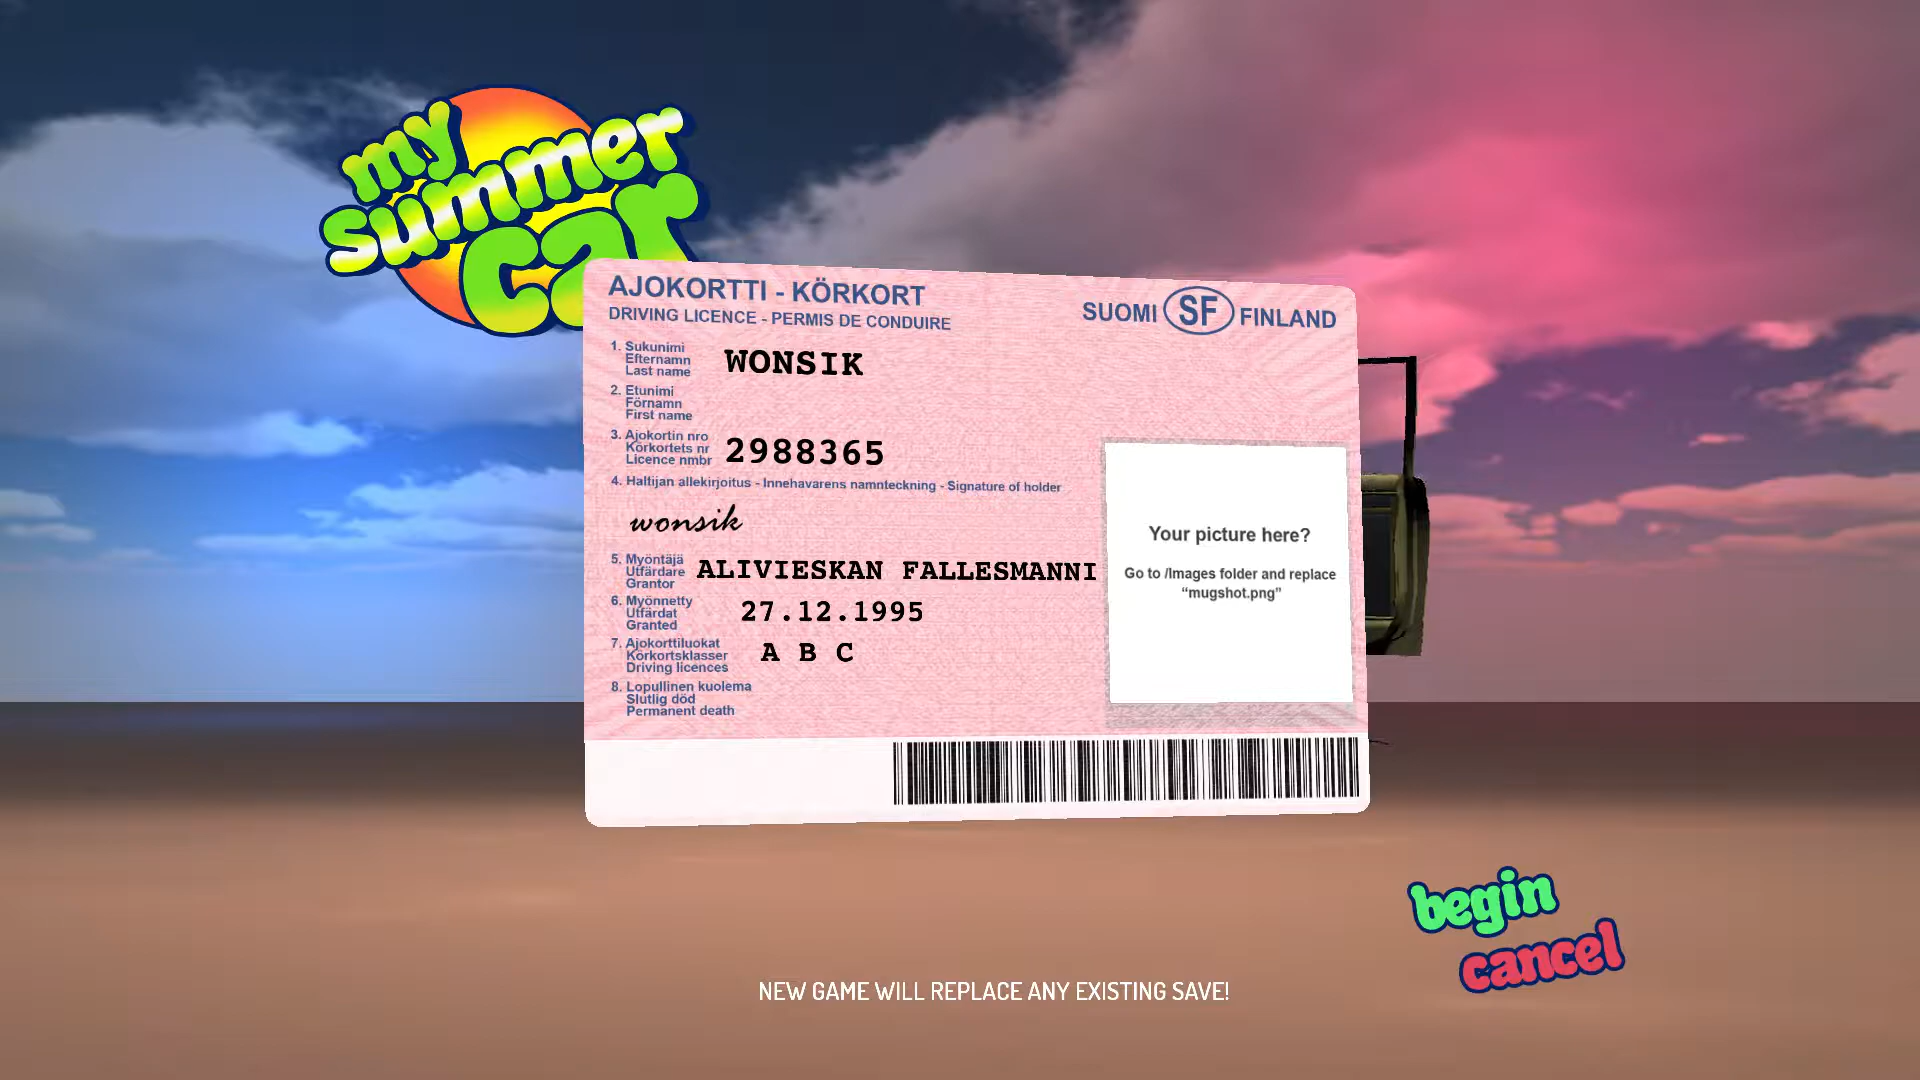 my
summer
car
AJOKORTTI - KÖRKORT
DRIVING LICENCE - PERMIS DE CONDUIRE
SUOMI SF FINLAND
1. Sukunimi
Efternamn
Last name
WONSIK
2. Etunimi
Förnamn
First name
3. Ajokortin nro
Körkortets nr
Licence nmbr
2988365
4. Haltijan allekirjoitus - Innehavarens namnteckning - Signature of holder
wonsik
5. Myöntäjä
Utfärdare
Grantor
ALIVIESKAN FALLESMANNI
6. Myönnetty
Utfärdat
Granted
27.12.1995
7. Ajokorttiluokat
Körkortsklasser
Driving licences
A B C
8. Lopullinen kuolema
Slutlig död
Permanent death
Your picture here?
Go to /Images folder and replace
“mugshot.png”
begin
cancel
NEW GAME WILL REPLACE ANY EXISTING SAVE!